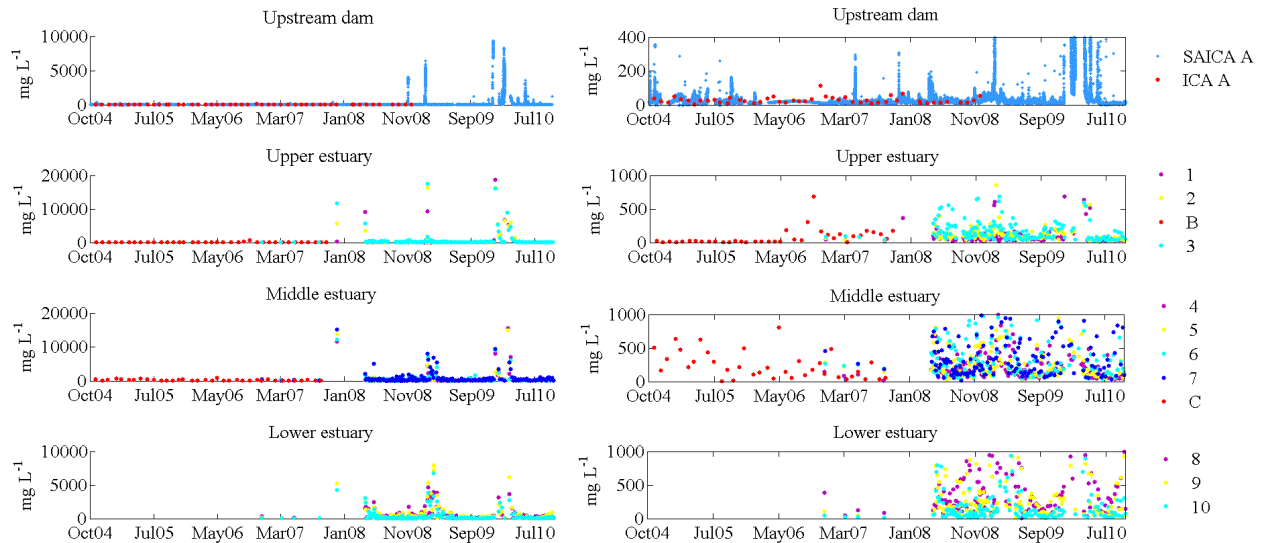 Upstream dam
10000
5000
0
mg L-1
Oct04 Jul05 May06 Mar07 Jan08 Nov08 Sep09 Jul10
Upstream dam
400
200
0
mg L-1
Oct04 Jul05 May06 Mar07 Jan08 Nov08 Sep09 Jul10
SAICA A
ICA A
Upper estuary
20000
10000
0
mg L-1
Oct04 Jul05 May06 Mar07 Jan08 Nov08 Sep09 Jul10
Upper estuary
1000
500
0
mg L-1
Oct04 Jul05 May06 Mar07 Jan08 Nov08 Sep09 Jul10
1
2
B
3
Middle estuary
20000
10000
0
mg L-1
Oct04 Jul05 May06 Mar07 Jan08 Nov08 Sep09 Jul10
Middle estuary
1000
500
0
mg L-1
Oct04 Jul05 May06 Mar07 Jan08 Nov08 Sep09 Jul10
4
5
6
7
C
Lower estuary
10000
5000
0
mg L-1
Oct04 Jul05 May06 Mar07 Jan08 Nov08 Sep09 Jul10
Lower estuary
1000
500
0
mg L-1
Oct04 Jul05 May06 Mar07 Jan08 Nov08 Sep09 Jul10
8
9
10